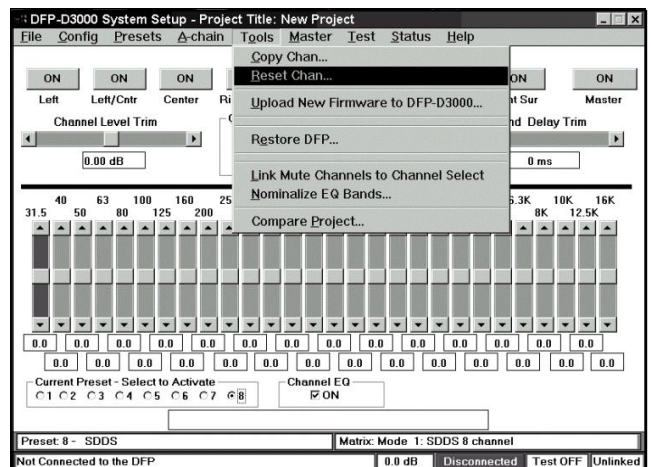 DFP-D3000 System Setup - Project Title: New Project
File Config Presets A-chain Tools Master Test Status Help
Copy Chan...
Reset Chan...
Upload New Firmware to DFP-D3000...
Restore DFP...
Link Mute Channels to Channel Select
Nominalize EQ Bands...
Compare Project...
ON ON ON ON ON
Left Left/Cntr Center Ri nt Sur Master
Channel Level Trim nd Delay Trim
0.00 dB 0 ms
40 63 100 160 25 6.3K 10K 16K
31.5 50 80 125 200 8K 12.5K
0.0 0.0 0.0 0.0 0.0 0.0 0.0 0.0 0.0 0.0 0.0 0.0 0.0 0.0
0.0 0.0 0.0 0.0 0.0 0.0 0.0 0.0 0.0 0.0 0.0 0.0 0.0 0.0
Current Preset - Select to Activate Channel EQ
1 2 3 4 5 6 7 8 ON
Preset: 8 - SDDS Matrix: Mode 1: SDDS 8 channel
Not Connected to the DFP 0.0 dB Disconnected Test OFF Unlinked